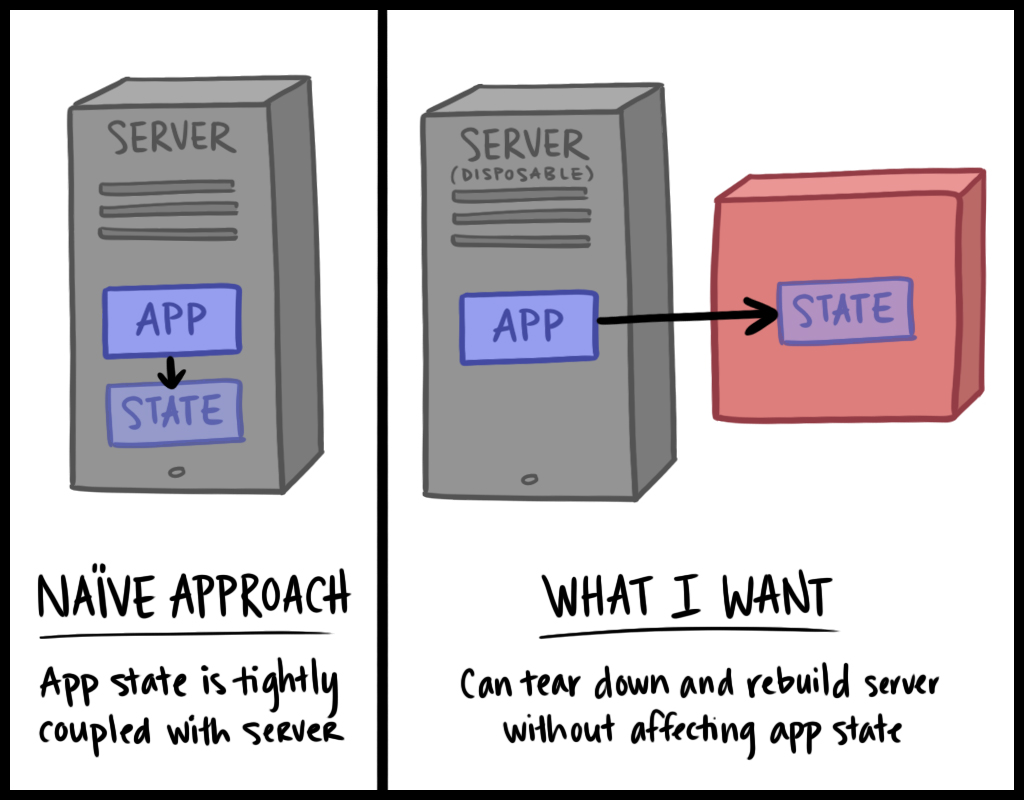 SERVER
APP
STATE
NAÏVE APPROACH
App state is tightly
coupled with server
SERVER
(DISPOSABLE)
APP
STATE
WHAT I WANT
Can tear down and rebuild server
without affecting app state